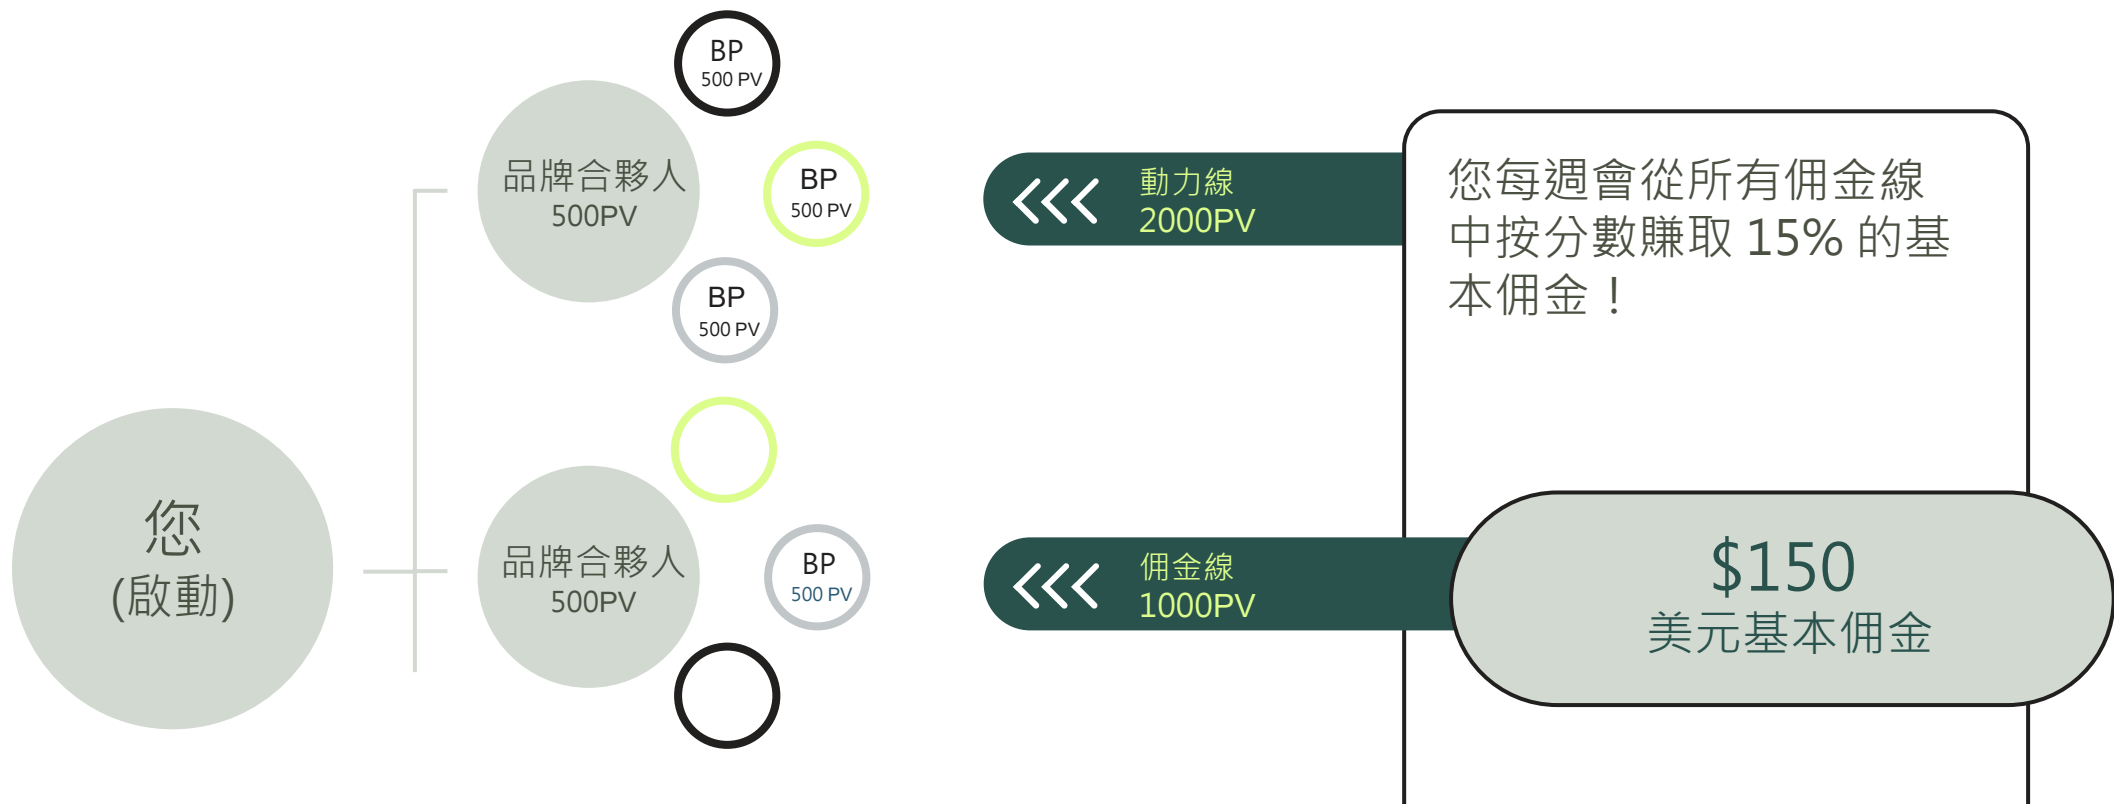 BP
500 PV
品牌合夥人
500PV
BP
500 PV
BP
500 PV
動力線
2000PV
您每週會從所有佣金線
中按分數賺取 15% 的基
本佣金！
您
(啟動)
品牌合夥人
500PV
BP
500 PV
佣金線
1000PV
$150
美元基本佣金